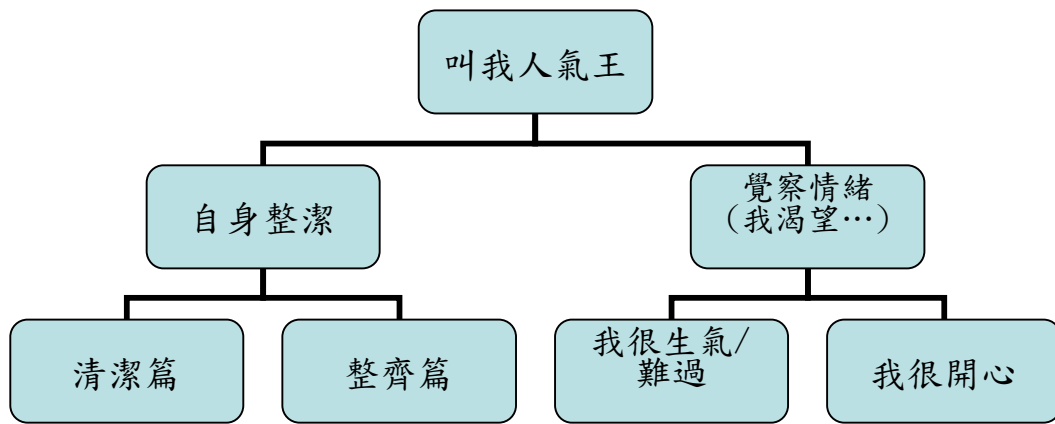 叫我人氣王
自身整潔
覺察情緒
(我渴望…)
清潔篇
整齊篇
我很生氣/
難過
我很開心